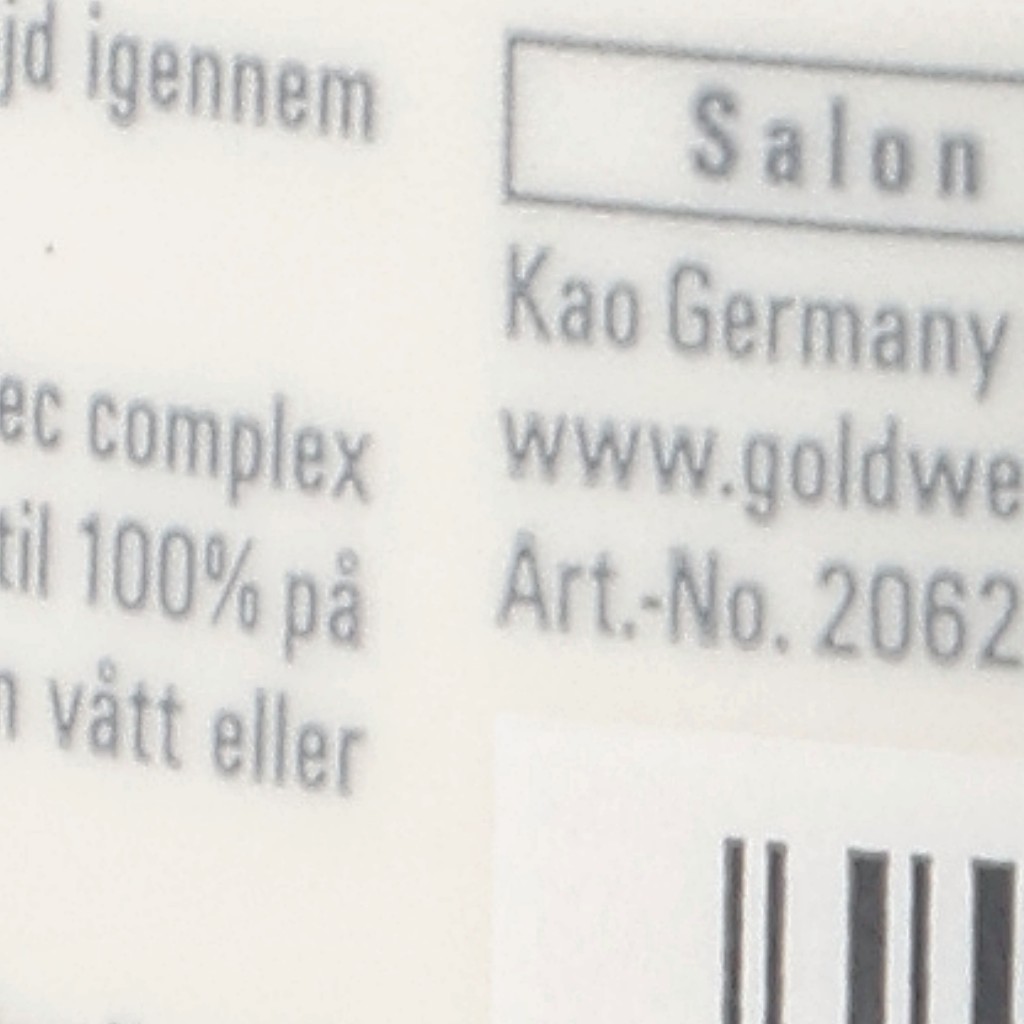 jd igennem
ec complex
til 100% på
vått eller
Salon
Kao Germany
www.goldwe
Art.-No. 2062